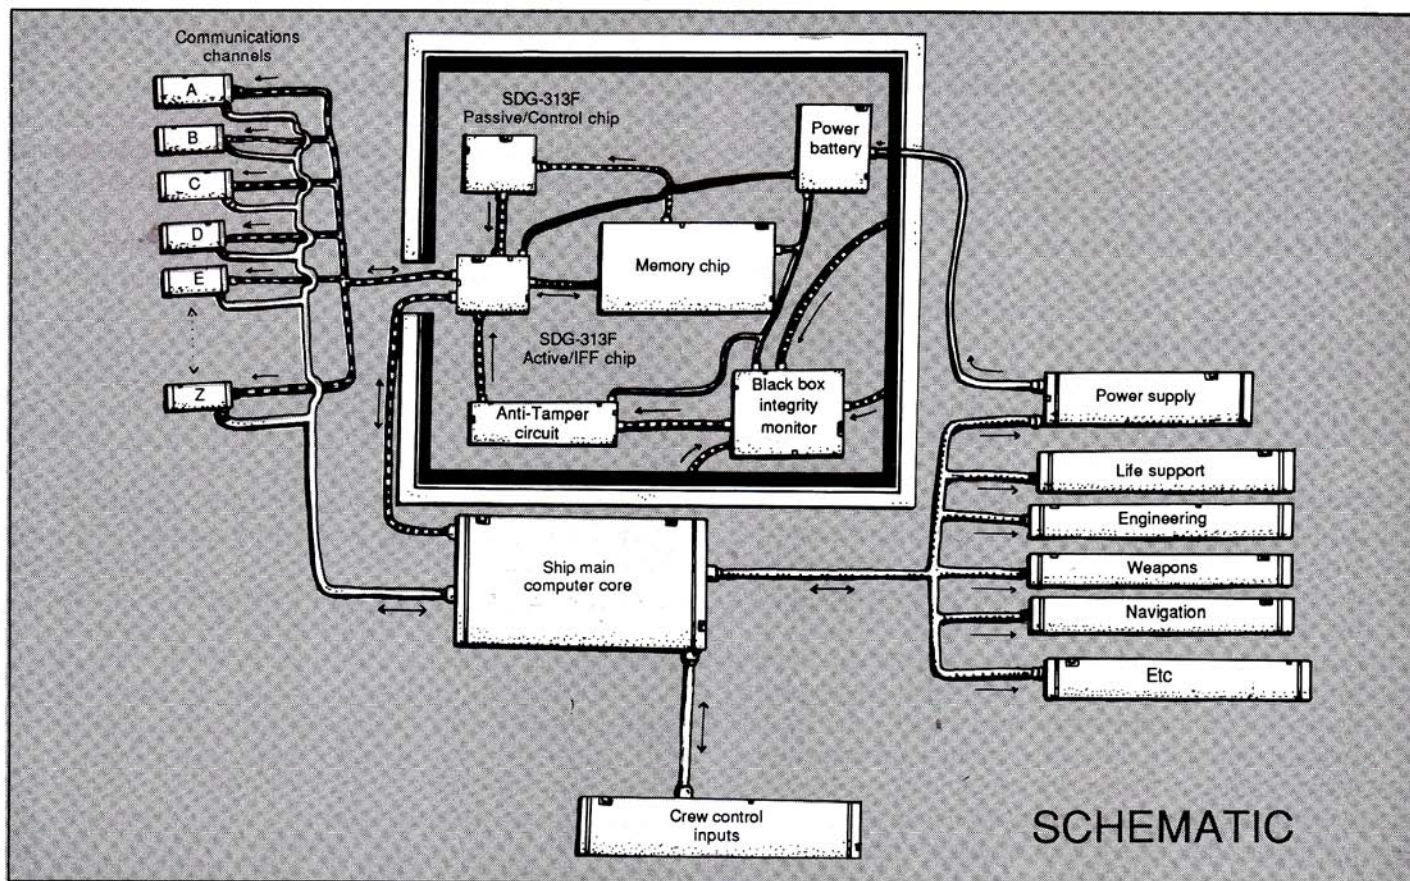 Communications
channels
A
B
C
D
E
Z
SDG-313F
Passive/Control chip
Power
battery
Memory chip
SDG-313F
Active/IFF chip
Anti-Tamper
circuit
Black box
integrity
monitor
Power supply
Life support
Engineering
Weapons
Navigation
Etc
Ship main
computer core
Crew control
inputs
SCHEMATIC